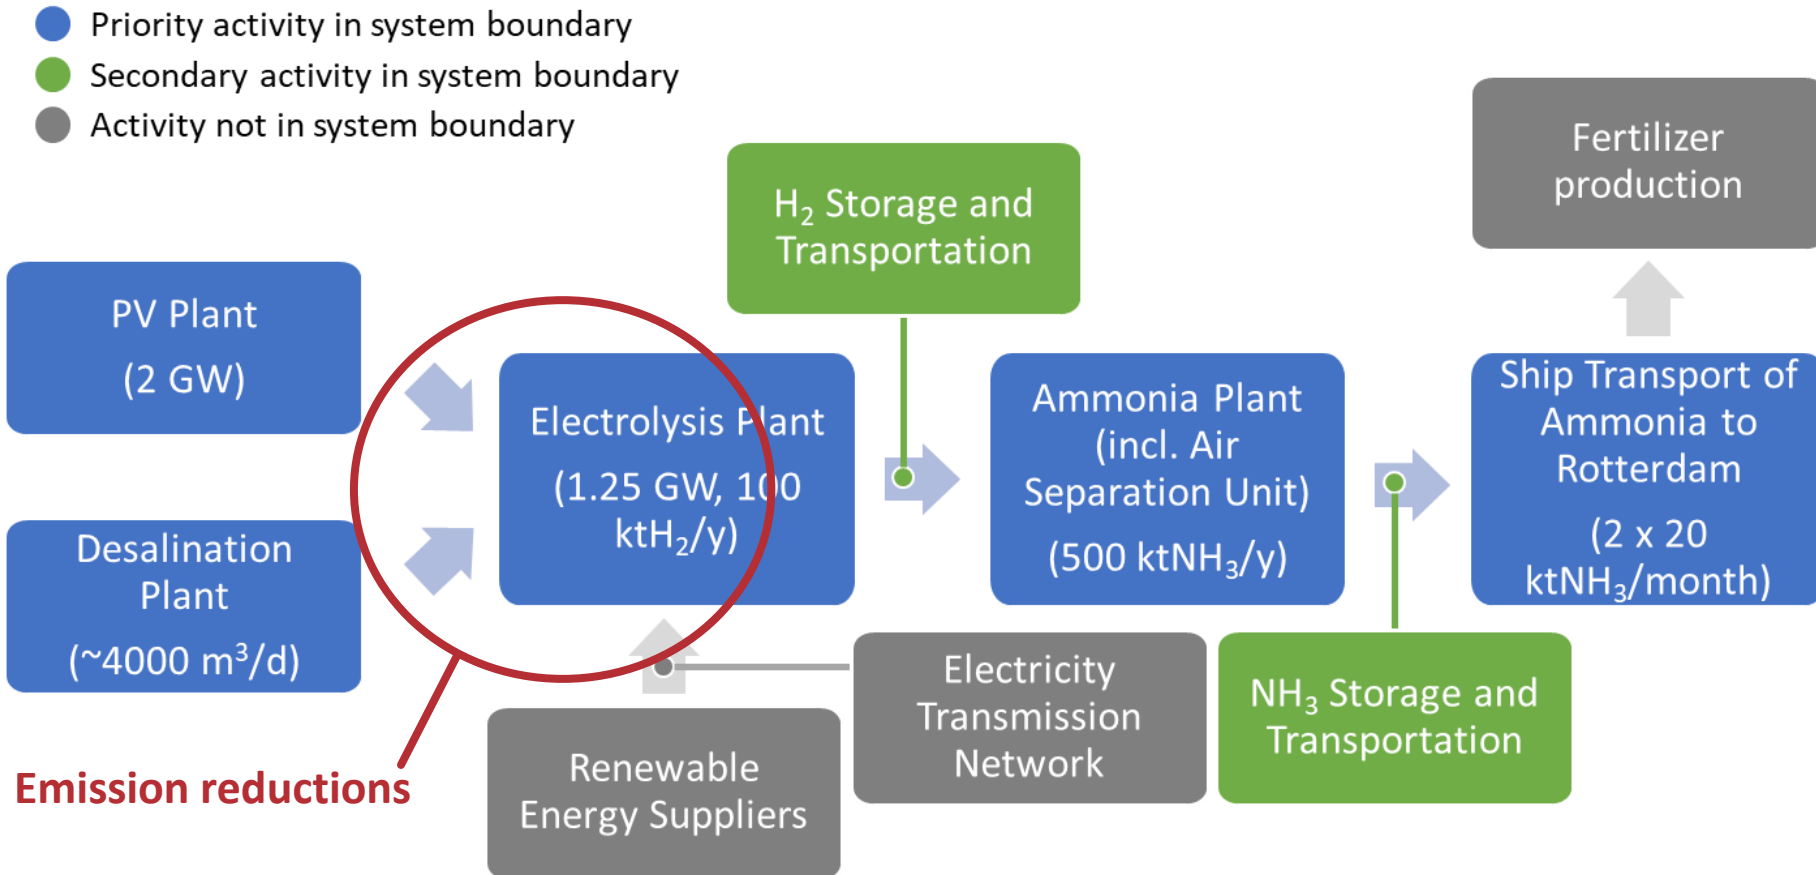 Priority activity in system boundary
Secondary activity in system boundary
Activity not in system boundary
Fertilizer
production
H₂ Storage and
Transportation
PV Plant
(2 GW)
Electrolysis Plant
(1.25 GW, 100
ktH₂/y)
Ammonia Plant
(incl. Air
Separation Unit)
(500 ktNH₃/y)
Ship Transport of
Ammonia to
Rotterdam
(2 x 20
ktNH₃/month)
Desalination
Plant
(~4000 m³/d)
Electricity
Transmission
Network
NH₃ Storage and
Transportation
Emission reductions
Renewable
Energy Suppliers